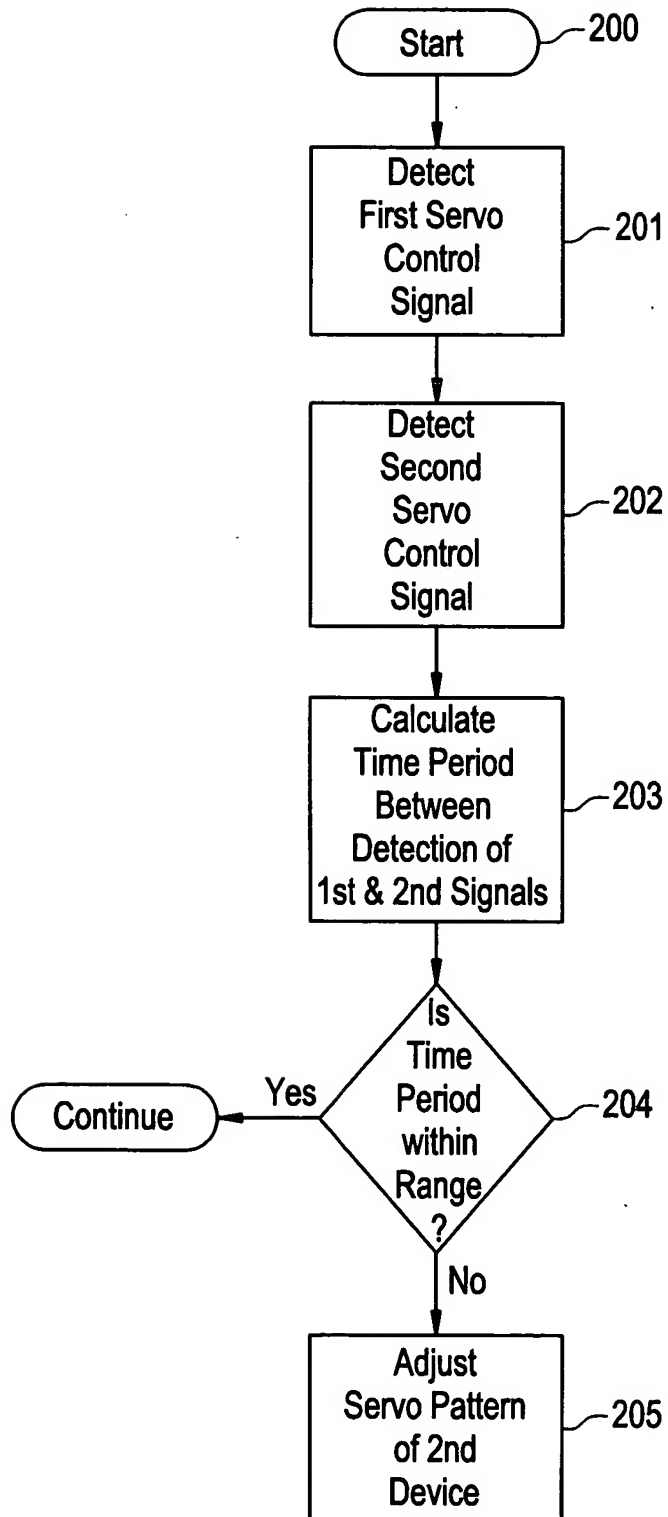 Start
200
Detect
First Servo
Control
Signal
201
Detect
Second
Servo
Control
Signal
202
Calculate
Time Period
Between
Detection of
1st & 2nd Signals
203
Is
Time
Period
within
Range
?
204
Yes
Continue
No
Adjust
Servo Pattern
of 2nd
Device
205